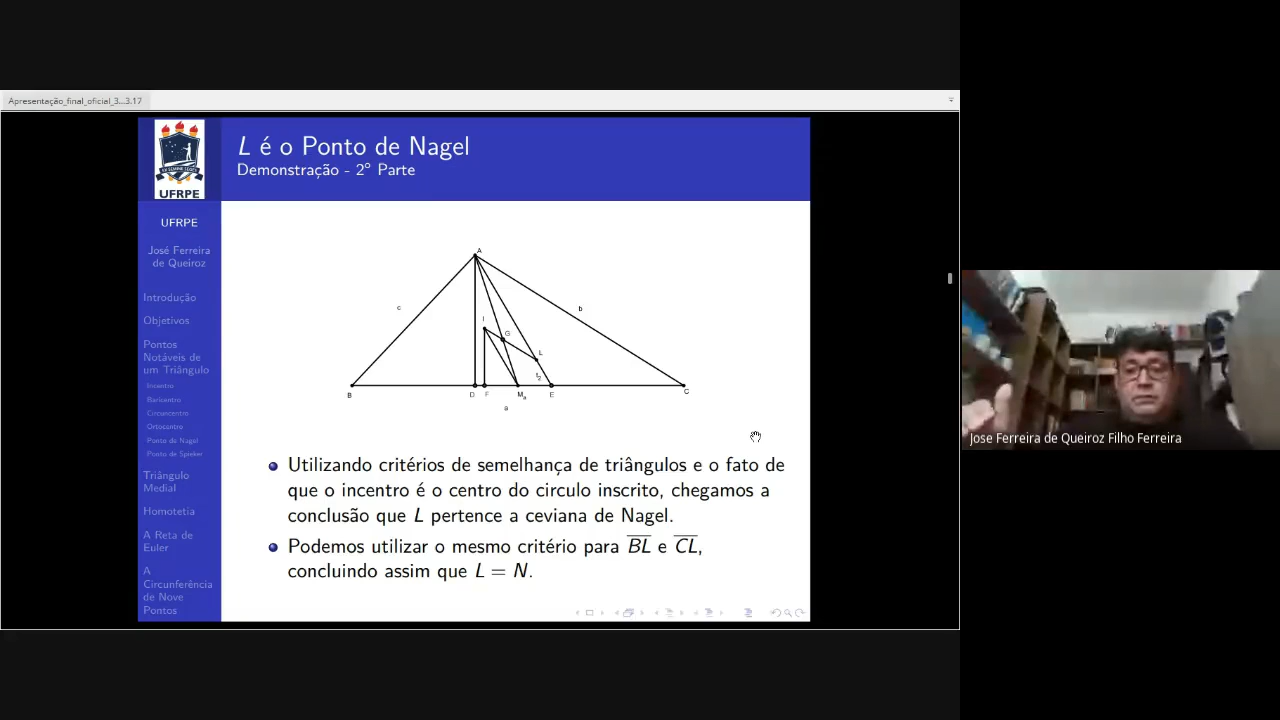 Apresentação_final_oficial_3...3.17
UFRPE
L é o Ponto de Nagel
Demonstração - 2° Parte
UFRPE
José Ferreira
de Queiroz
Introdução
Objetivos
Pontos
Notáveis de
um Triângulo
Incentro
Baricentro
Circuncentro
Ortocentro
Ponto de Nagel
Ponto de Spieker
Triângulo
Medial
Homotetia
A Reta de
Euler
A
Circunferência
de Nove
Pontos
A
c
b
I
G
L
t2
B
D F Ma E C
a
Utilizando critérios de semelhança de triângulos e o fato de
que o incentro é o centro do circulo inscrito, chegamos a
conclusão que L pertence a ceviana de Nagel.
Podemos utilizar o mesmo critério para B̅L̅ e C̅L̅,
concluindo assim que L = N.
Jose Ferreira de Queiroz Filho Ferreira